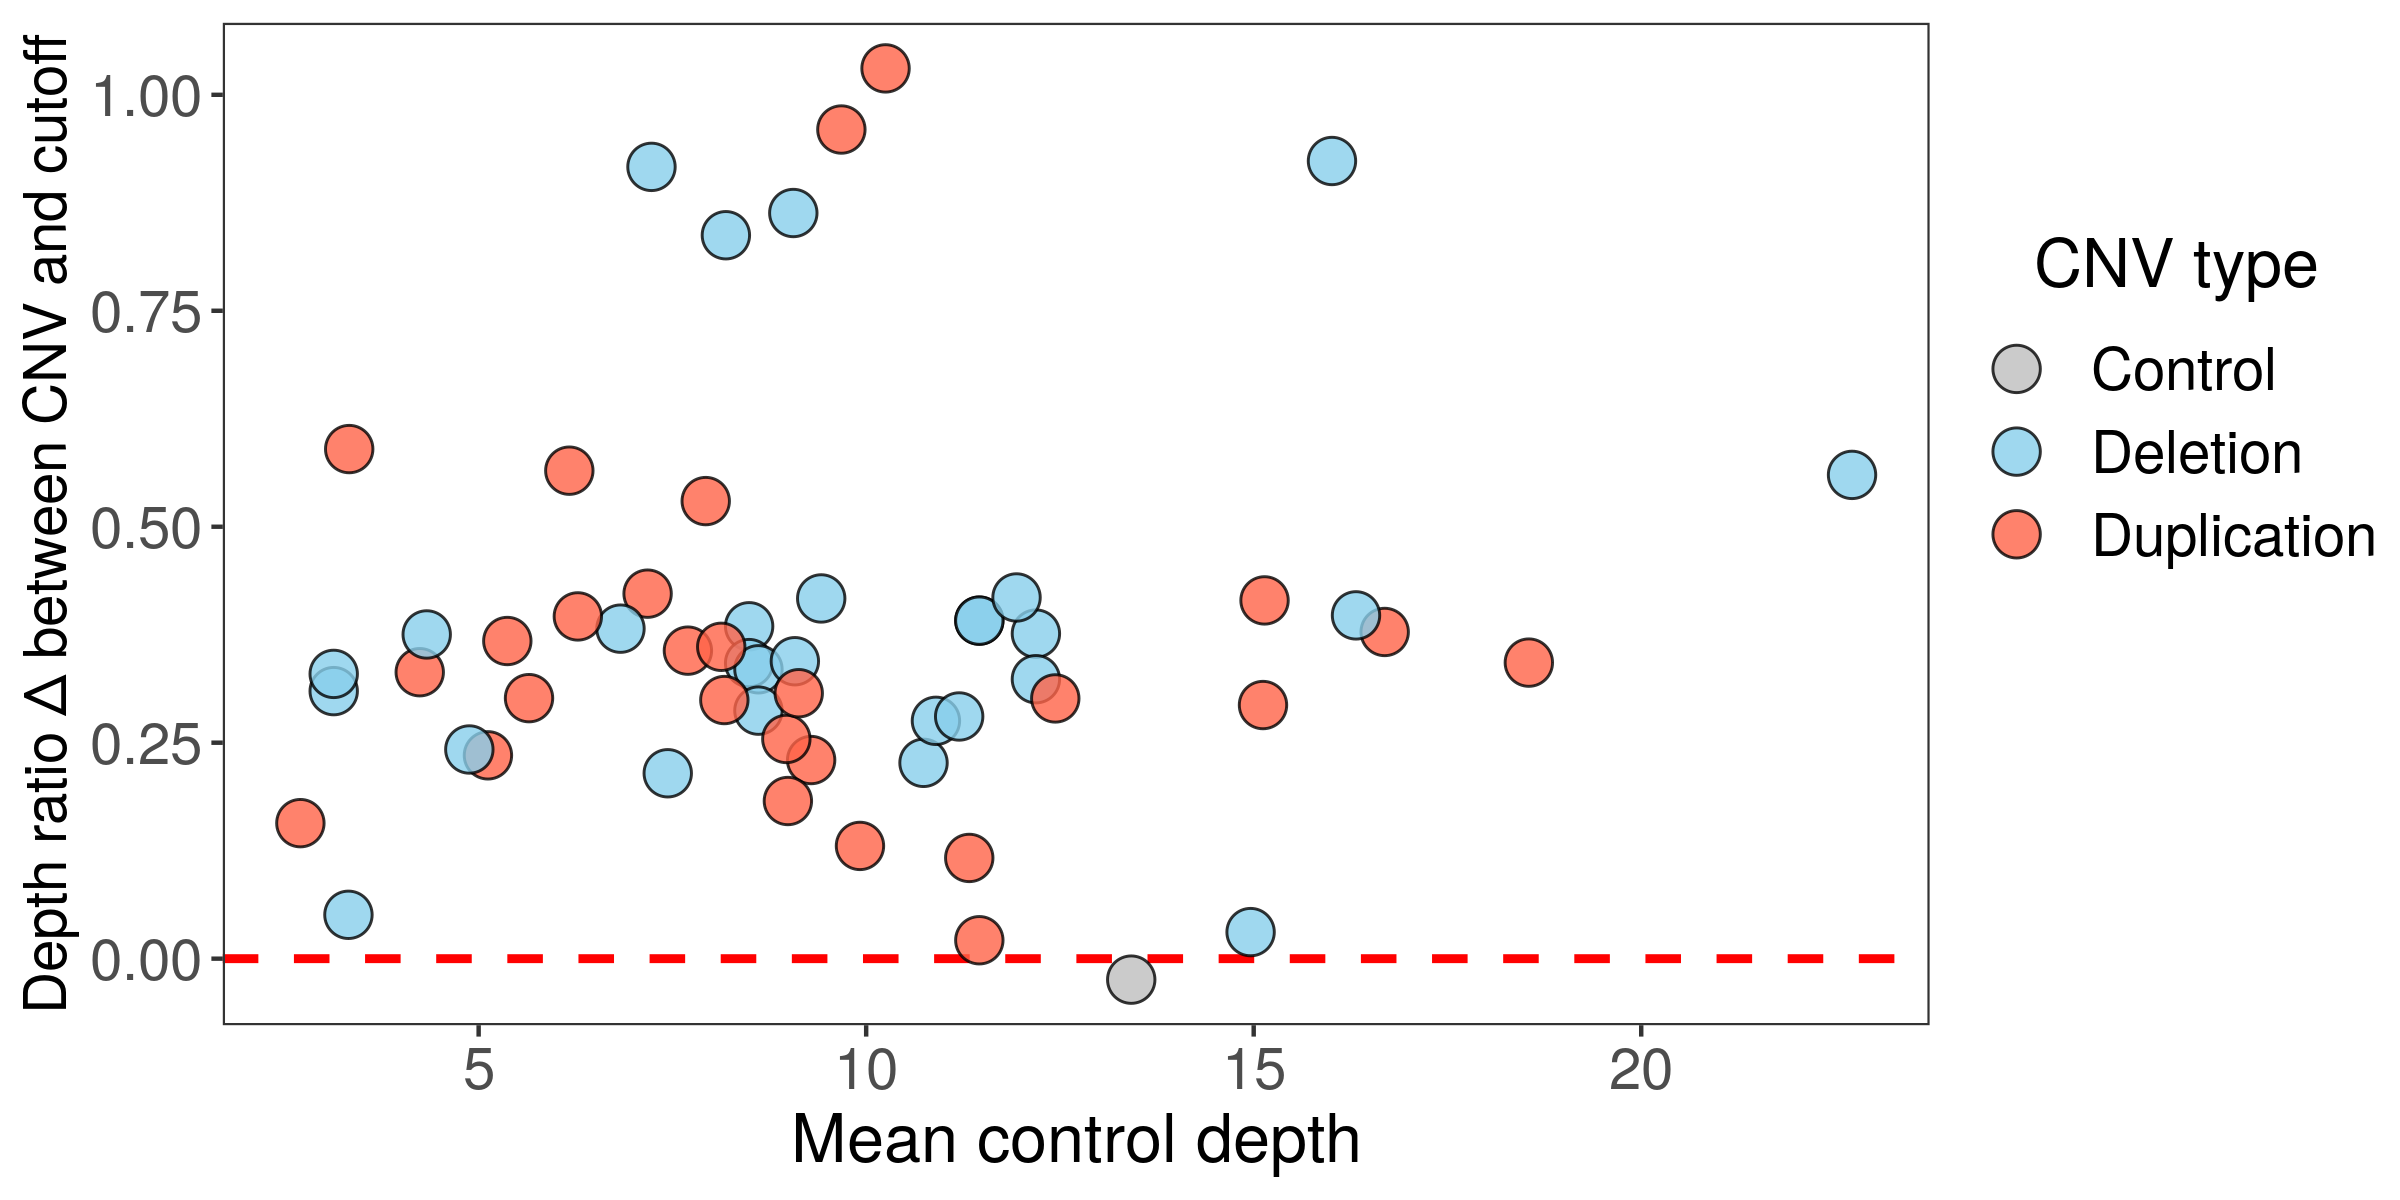 Depth ratio Δ between CNV and cutoff
1.00
0.75
0.50
0.25
0.00
5
10
15
20
Mean control depth
CNV type
Control
Deletion
Duplication